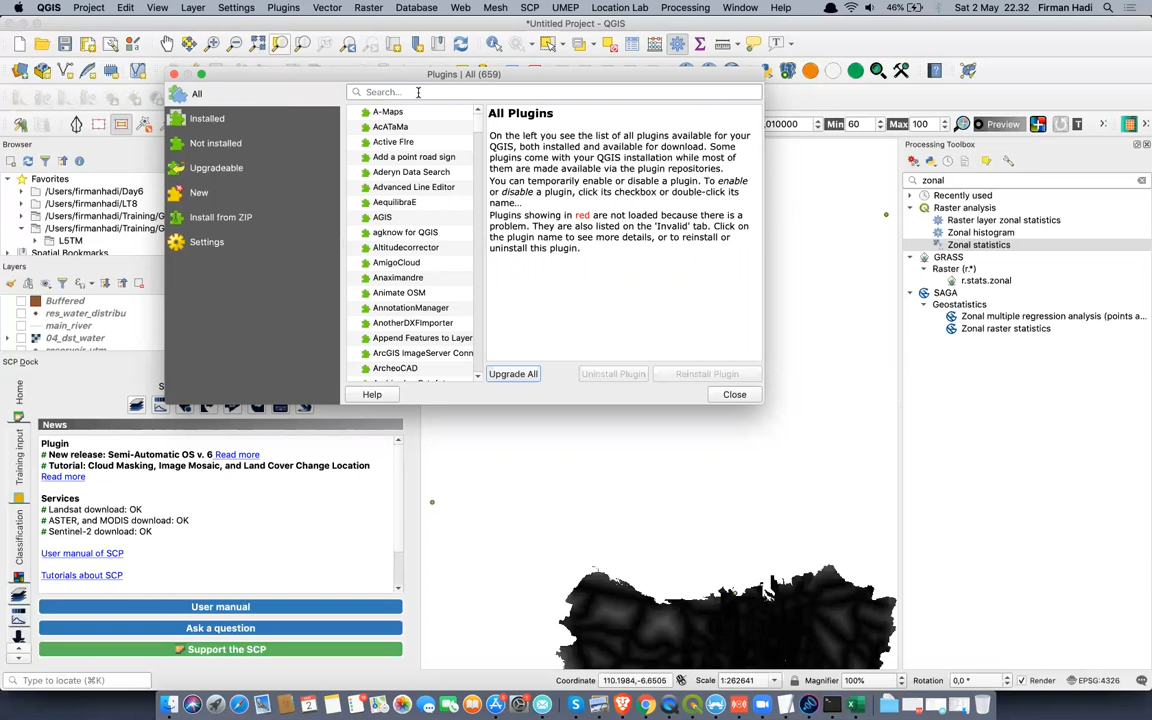 QGIS Project Edit View Layer Settings Plugins Vector Raster Database Web Mesh SCP UMEP Location Lab Processing Window Help 46% Sat 2 May 22.32 Firman Hadi
*Untitled Project - QGIS
Plugins | All (659)
All
Search...
Installed
Not installed
Upgradeable
New
Install from ZIP
Settings
A-Maps
AcATaMa
Active FIre
Add a point road sign
Aderyn Data Search
Advanced Line Editor
AequilibraE
AGIS
agknow for QGIS
Altitudecorrector
AmigoCloud
Anaximandre
Animate OSM
AnnotationManager
AnotherDXFImporter
Append Features to Layer
ArcGIS ImageServer Conn
ArcheoCAD
All Plugins
On the left you see the list of all plugins available for your
QGIS, both installed and available for download. Some
plugins come with your QGIS installation while most of
them are made available via the plugin repositories.
You can temporarily enable or disable a plugin. To enable
or disable a plugin, click its checkbox or double-click its
name...
Plugins showing in red are not loaded because there is a
problem. They are also listed on the 'Invalid' tab. Click on
the plugin name to see more details, or to reinstall or
uninstall this plugin.
Upgrade All Uninstall Plugin Reinstall Plugin
Help Close
010000 Min 60 Max 100 Preview T
Browser
Favorites
/Users/firmanhadi/Day6
/Users/firmanhadi/LT8
/Users/firmanhadi/Training/G
/Users/firmanhadi/Training/G
L5TM
Spatial Bookmarks
Layers
Buffered
res_water_distribu
main_river
04_dst_water
reservoir_utm
SCP Dock
Home
Training input
Classification
News
Plugin
# New release: Semi-Automatic OS v. 6 Read more
# Tutorial: Cloud Masking, Image Mosaic, and Land Cover Change Location
Read more
Services
# Landsat download: OK
# ASTER, and MODIS download: OK
# Sentinel-2 download: OK
User manual of SCP
Tutorials about SCP
User manual
Ask a question
Support the SCP
Processing Toolbox
zonal
Recently used
Raster analysis
Raster layer zonal statistics
Zonal histogram
Zonal statistics
GRASS
Raster (r.*)
r.stats.zonal
SAGA
Geostatistics
Zonal multiple regression analysis (points a...
Zonal raster statistics
Type to locate (⌘K)
Coordinate 110.1984,-6.6505 Scale 1:262641 Magnifier 100% Rotation 0,0 ° Render EPSG:4326